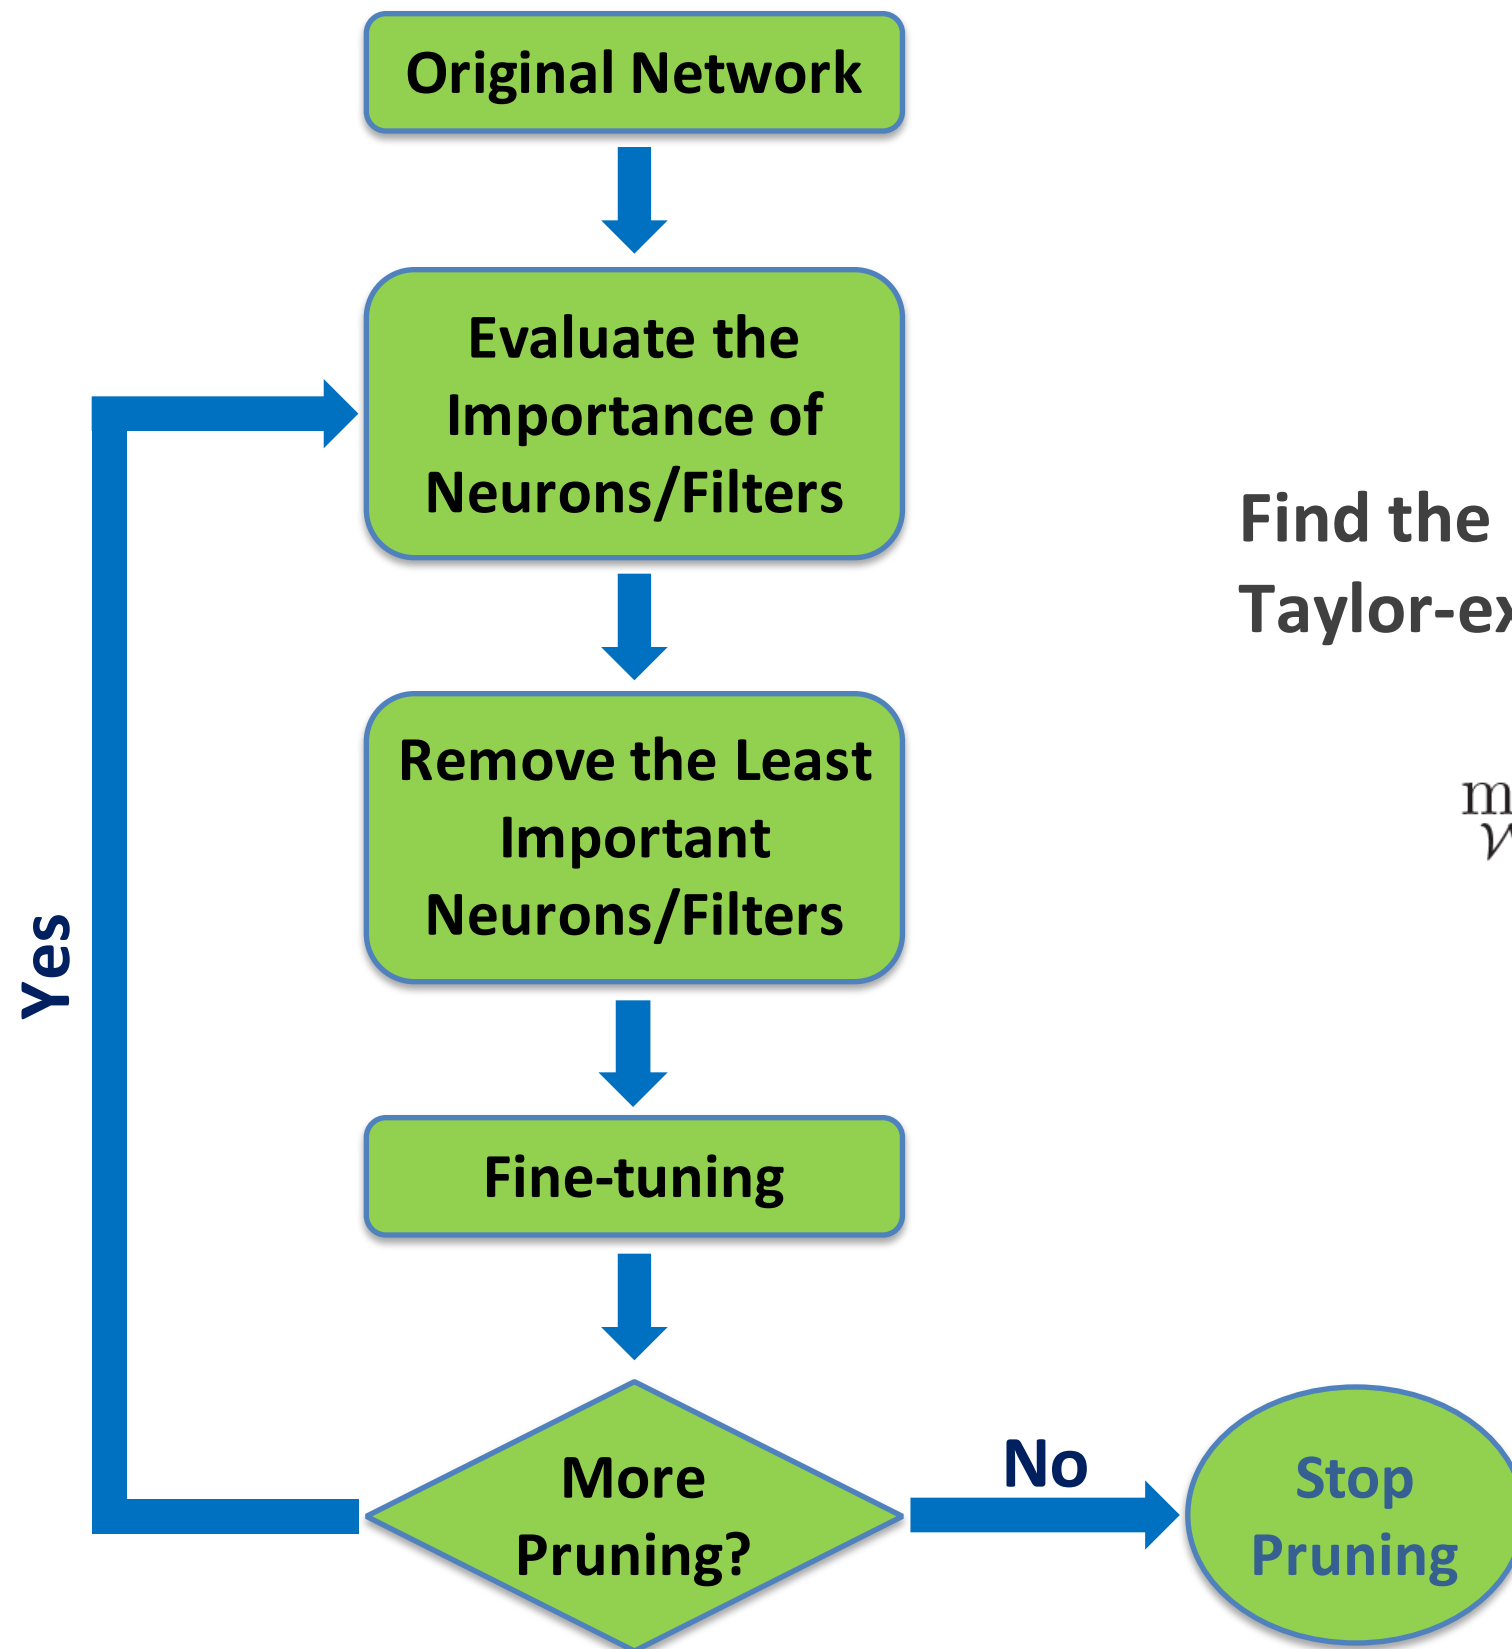 Original Network
Evaluate the
Importance of
Neurons/Filters
Find the
Remove the Least
Important
Neurons/Filters
Yes
Fine-tuning
More
Pruning?
No
Stop
Pruning